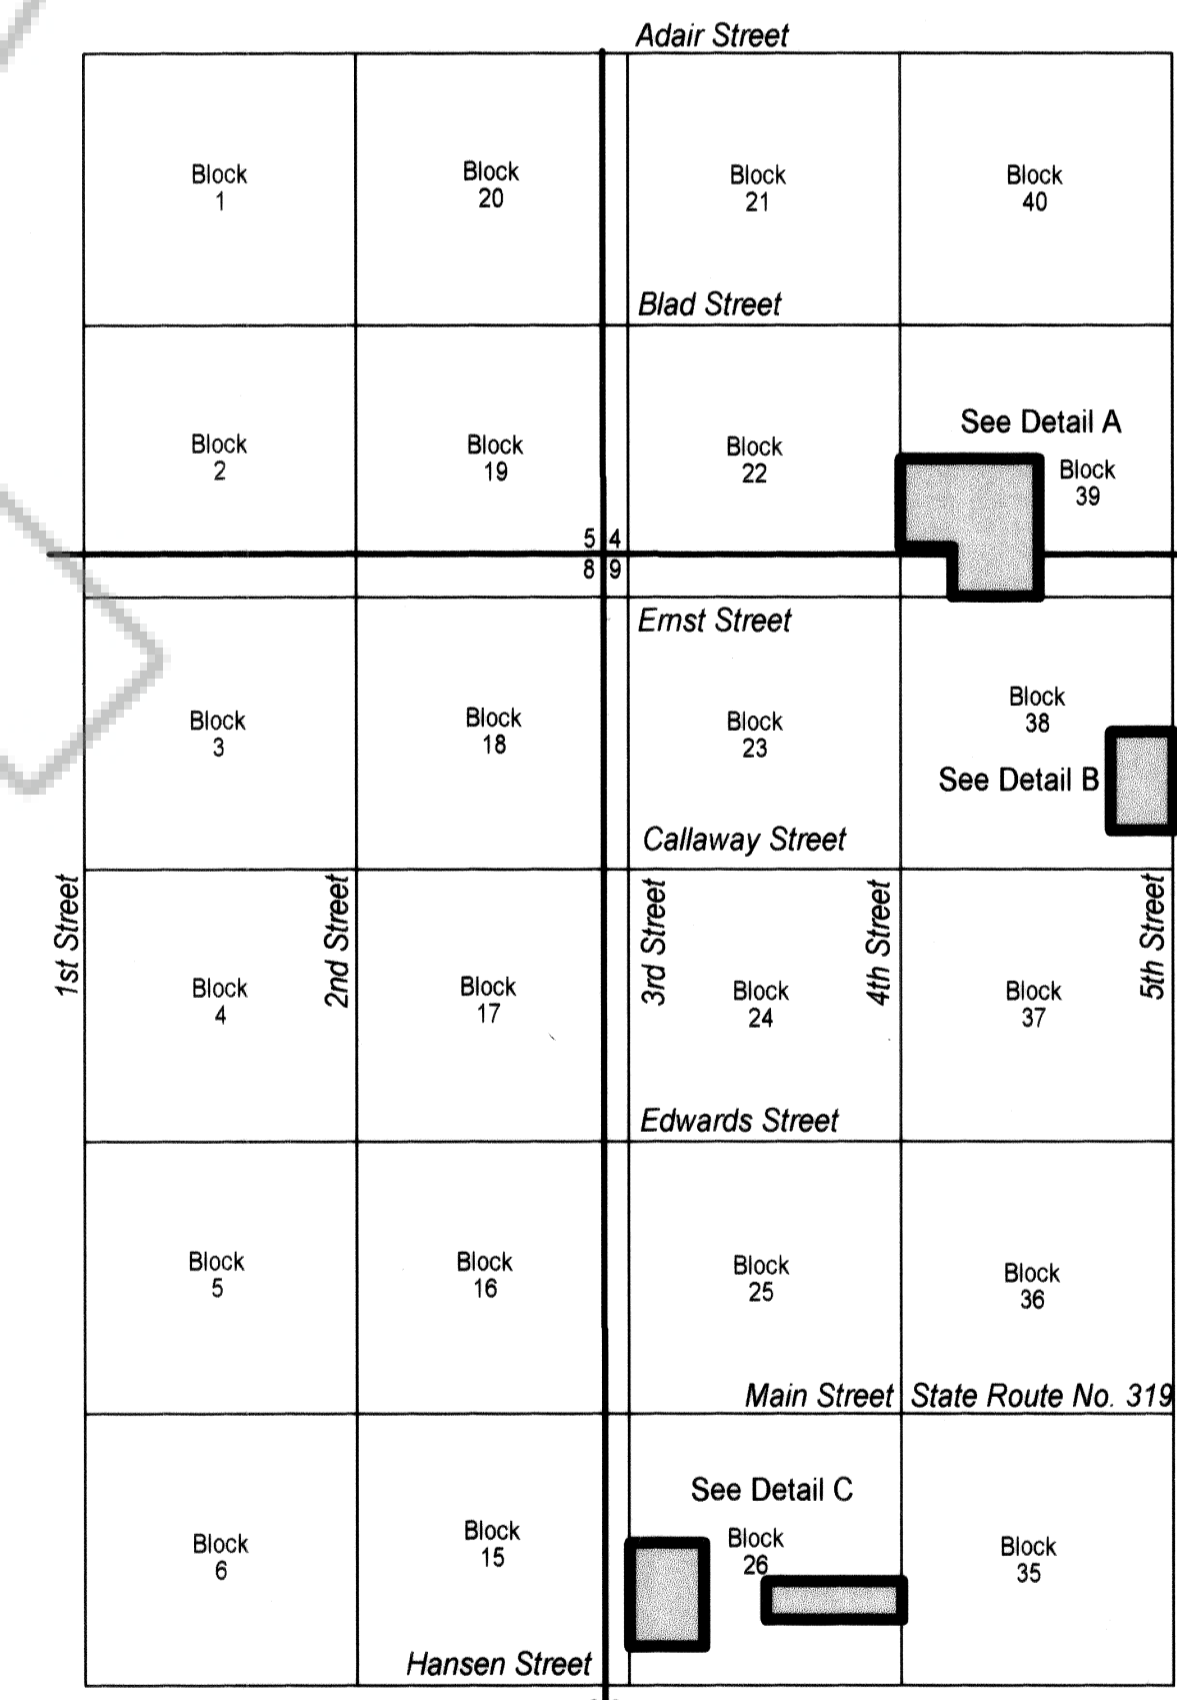 Adair Street
Block
1
Block
20
Block
21
Block
40
Blad Street
Block
2
Block
19
Block
22
See Detail A
Block
39
5 4
8 9
Ernst Street
Block
3
Block
18
Block
23
Block
38
See Detail B
Callaway Street
1st Street
2nd Street
3rd Street
4th Street
5th Street
Block
4
Block
17
Block
24
Block
37
Edwards Street
Block
5
Block
16
Block
25
Block
36
Main Street
State Route No. 319
See Detail C
Block
6
Block
15
Block
26
Block
35
Hansen Street